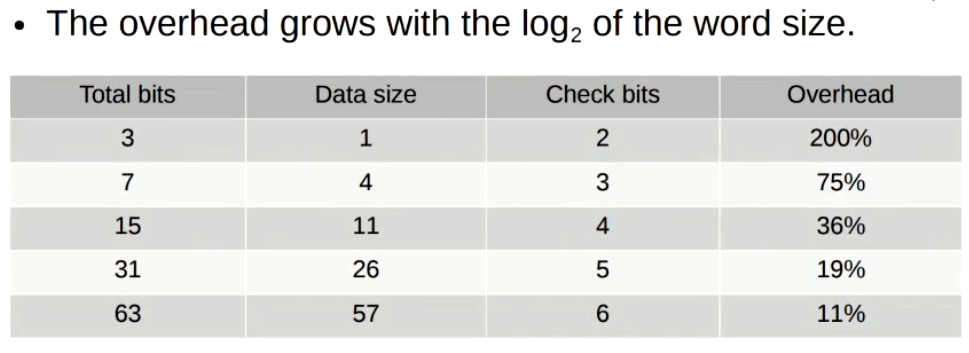 • The overhead grows with the log₂ of the word size.
Total bits Data size Check bits Overhead
3 1 2 200%
7 4 3 75%
15 11 4 36%
31 26 5 19%
63 57 6 11%